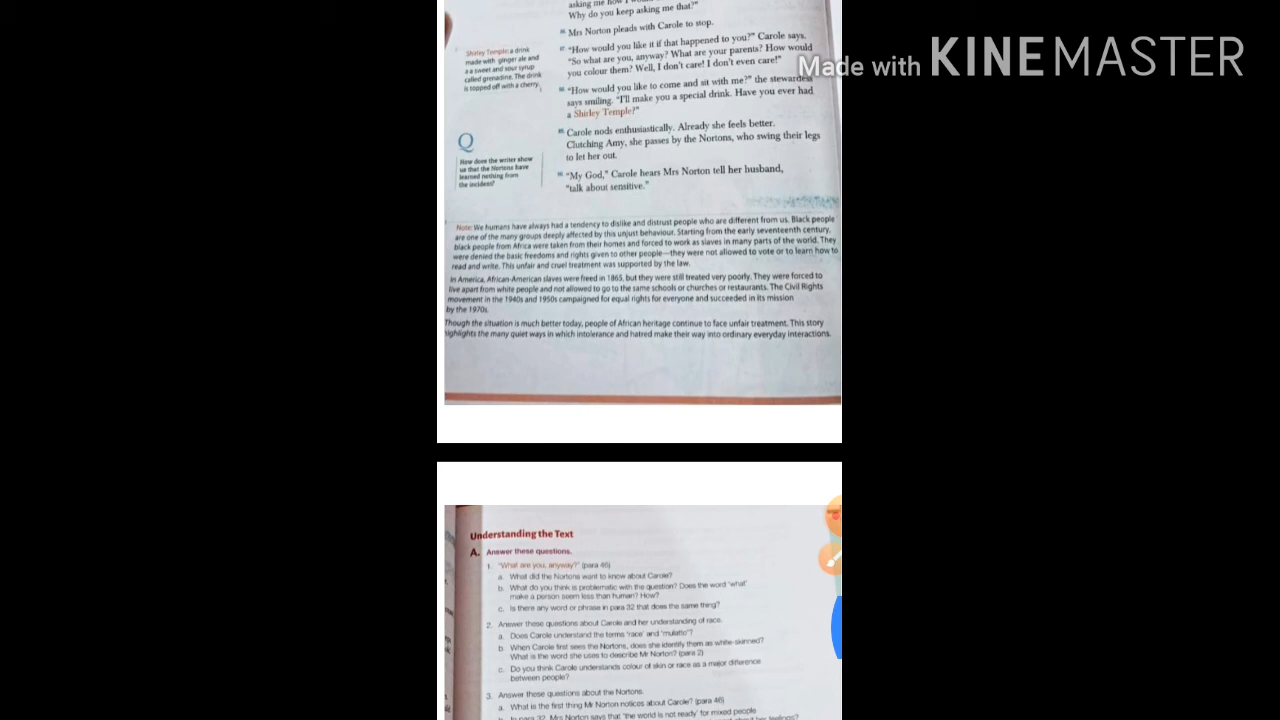 asking me how I
Why do you keep asking me that?"
Mrs Norton pleads with Carole to stop.
"How would you like it if that happened to you?" Carole says.
"So what are you, anyway? What are your parents? How would
you colour them? Well, I don't care! I don't even care!"
"How would you like to come and sit with me?" the stewardess
says smiling. "I'll make you a special drink. Have you ever had
a Shirley Temple?"
Carole nods enthusiastically. Already she feels better.
Clutching Amy, she passes by the Nortons, who swing their legs
to let her out.
"My God," Carole hears Mrs Norton tell her husband,
"talk about sensitive."
Shirley Temple: a drink
made with ginger ale and
a a sweet and sour syrup
called grenadine. The drink
is topped off with a cherry.
Q
How does the writer show
us that the Nortons have
learned nothing from
the incident?
Made with KINEMASTER
Note: We humans have always had a tendency to dislike and distrust people who are different from us. Black people
are one of the many groups deeply affected by this unjust behaviour. Starting from the early seventeenth century,
black people from Africa were taken from their homes and forced to work as slaves in many parts of the world. They
were denied the basic freedoms and rights given to other people—they were not allowed to vote or to learn how to
read and write. This unfair and cruel treatment was supported by the law.
In America, African-American slaves were freed in 1865, but they were still treated very poorly. They were forced to
live apart from white people and not allowed to go to the same schools or churches or restaurants. The Civil Rights
movement in the 1940s and 1950s campaigned for equal rights for everyone and succeeded in its mission
by the 1970s.
Though the situation is much better today, people of African heritage continue to face unfair treatment. This story
highlights the many quiet ways in which intolerance and hatred make their way into ordinary everyday interactions.
Understanding the Text
A. Answer these questions.
1. "What are you, anyway?" (para 46)
a. What did the Nortons want to know about Carole?
b. What do you think is problematic with the question? Does the word 'what'
make a person seem less than human? How?
c. Is there any word or phrase in para 32 that does the same thing?
2. Answer these questions about Carole and her understanding of race.
a. Does Carole understand the terms 'race' and 'mulatto'?
b. When Carole first sees the Nortons, does she identify them as white-skinned?
What is the word she uses to describe Mr Norton? (para 2)
c. Do you think Carole understands colour of skin or race as a major difference
between people?
3. Answer these questions about the Nortons.
a. What is the first thing Mr Norton notices about Carole? (para 46)
b. In para 32, Mrs Norton says that 'the world is not ready' for mixed people
about her feelings?